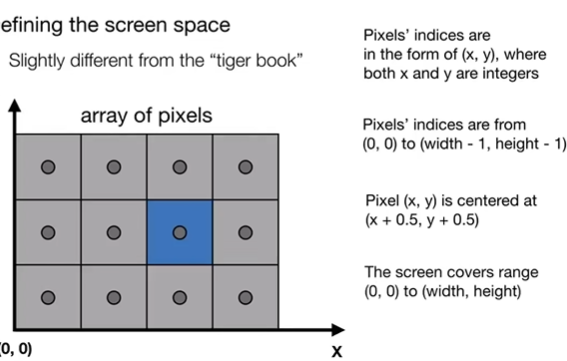 efining the screen space
Slightly different from the “tiger book”
array of pixels
(0, 0)
X
Pixels’ indices are
in the form of (x, y), where
both x and y are integers
Pixels’ indices are from
(0, 0) to (width - 1, height - 1)
Pixel (x, y) is centered at
(x + 0.5, y + 0.5)
The screen covers range
(0, 0) to (width, height)